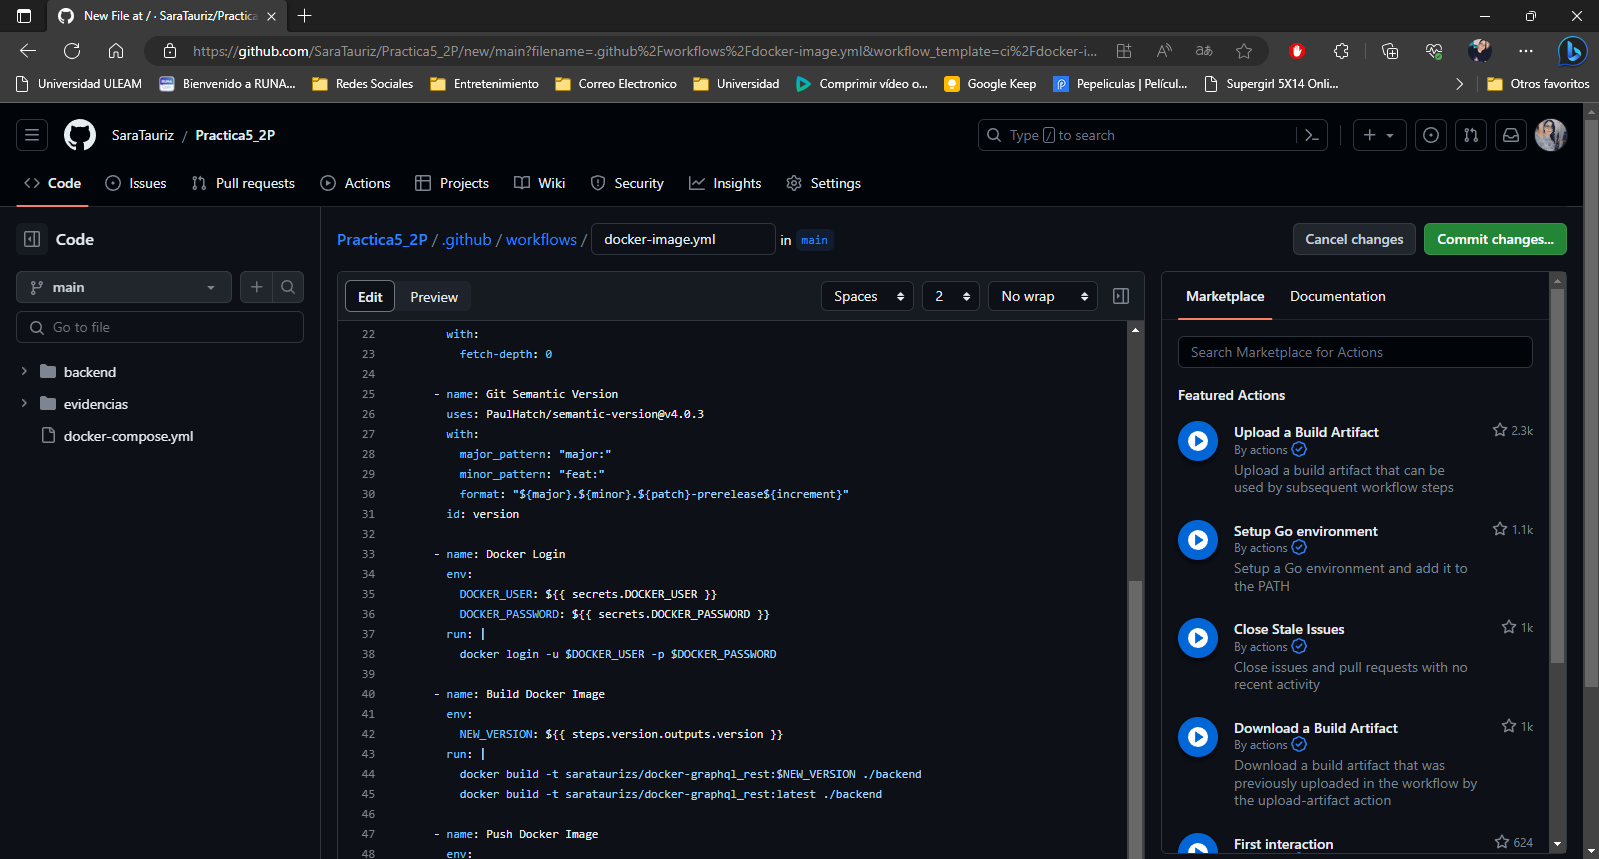 New File at / · SaraTauriz/Practica
https://github.com/SaraTauriz/Practica5_2P/new/main?filename=.github%2Fworkflows%2Fdocker-image.yml&workflow_template=ci%2Fdocker-i...
Universidad ULEAM
Bienvenido a RUNA...
Redes Sociales
Entretenimiento
Correo Electronico
Universidad
Comprimir vídeo o...
Google Keep
Pepeliculas | Películ...
Supergirl 5X14 Onli...
Otros favoritos
SaraTauriz / Practica5_2P
Type / to search
Code
Issues
Pull requests
Actions
Projects
Wiki
Security
Insights
Settings
Code
main
Go to file
backend
evidencias
docker-compose.yml
Practica5_2P / .github / workflows / docker-image.yml in main
Cancel changes
Commit changes...
Edit
Preview
Spaces
2
No wrap
22 with:
23 fetch-depth: 0
24
25 - name: Git Semantic Version
26 uses: PaulHatch/semantic-version@v4.0.3
27 with:
28 major_pattern: "major:"
29 minor_pattern: "feat:"
30 format: "${major}.${minor}.${patch}-prerelease${increment}"
31 id: version
32
33 - name: Docker Login
34 env:
35 DOCKER_USER: ${{ secrets.DOCKER_USER }}
36 DOCKER_PASSWORD: ${{ secrets.DOCKER_PASSWORD }}
37 run: |
38 docker login -u $DOCKER_USER -p $DOCKER_PASSWORD
39
40 - name: Build Docker Image
41 env:
42 NEW_VERSION: ${{ steps.version.outputs.version }}
43 run: |
44 docker build -t sarataurizs/docker-graphql_rest:$NEW_VERSION ./backend
45 docker build -t sarataurizs/docker-graphql_rest:latest ./backend
46
47 - name: Push Docker Image
48 env:
Marketplace
Documentation
Search Marketplace for Actions
Featured Actions
Upload a Build Artifact
2.3k
By actions
Upload a build artifact that can be
used by subsequent workflow steps
Setup Go environment
1.1k
By actions
Setup a Go environment and add it to
the PATH
Close Stale Issues
1k
By actions
Close issues and pull requests with no
recent activity
Download a Build Artifact
1k
By actions
Download a build artifact that was
previously uploaded in the workflow by
the upload-artifact action
First interaction
624